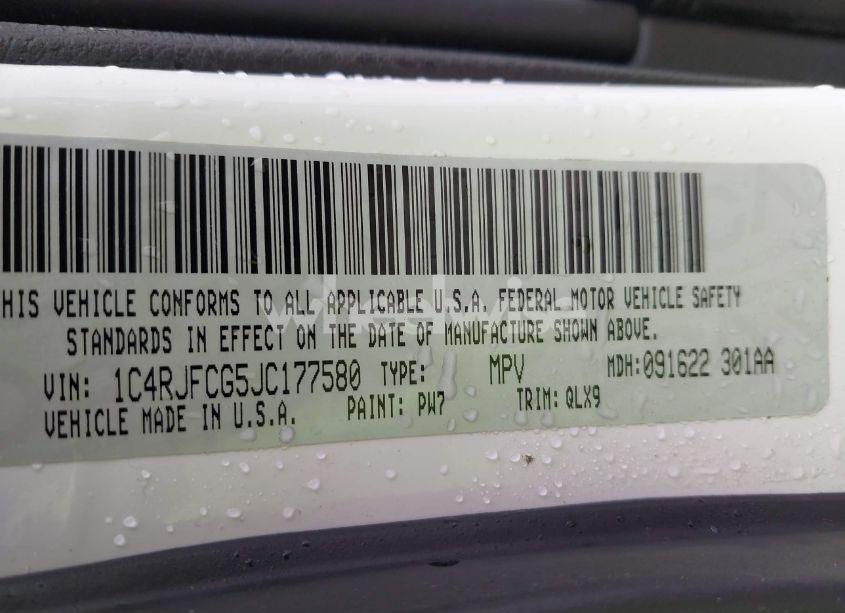 HIS VEHICLE CONFORMS TO ALL APPLICABLE U.S.A. FEDERAL MOTOR VEHICLE SAFETY
STANDARDS IN EFFECT ON THE DATE OF MANUFACTURE SHOWN ABOVE.
VIN: 1C4RJFCG5JC177580 TYPE: MPV MDH:091622 301AA
VEHICLE MADE IN U.S.A. PAINT: PW7 TRIM: QLX9